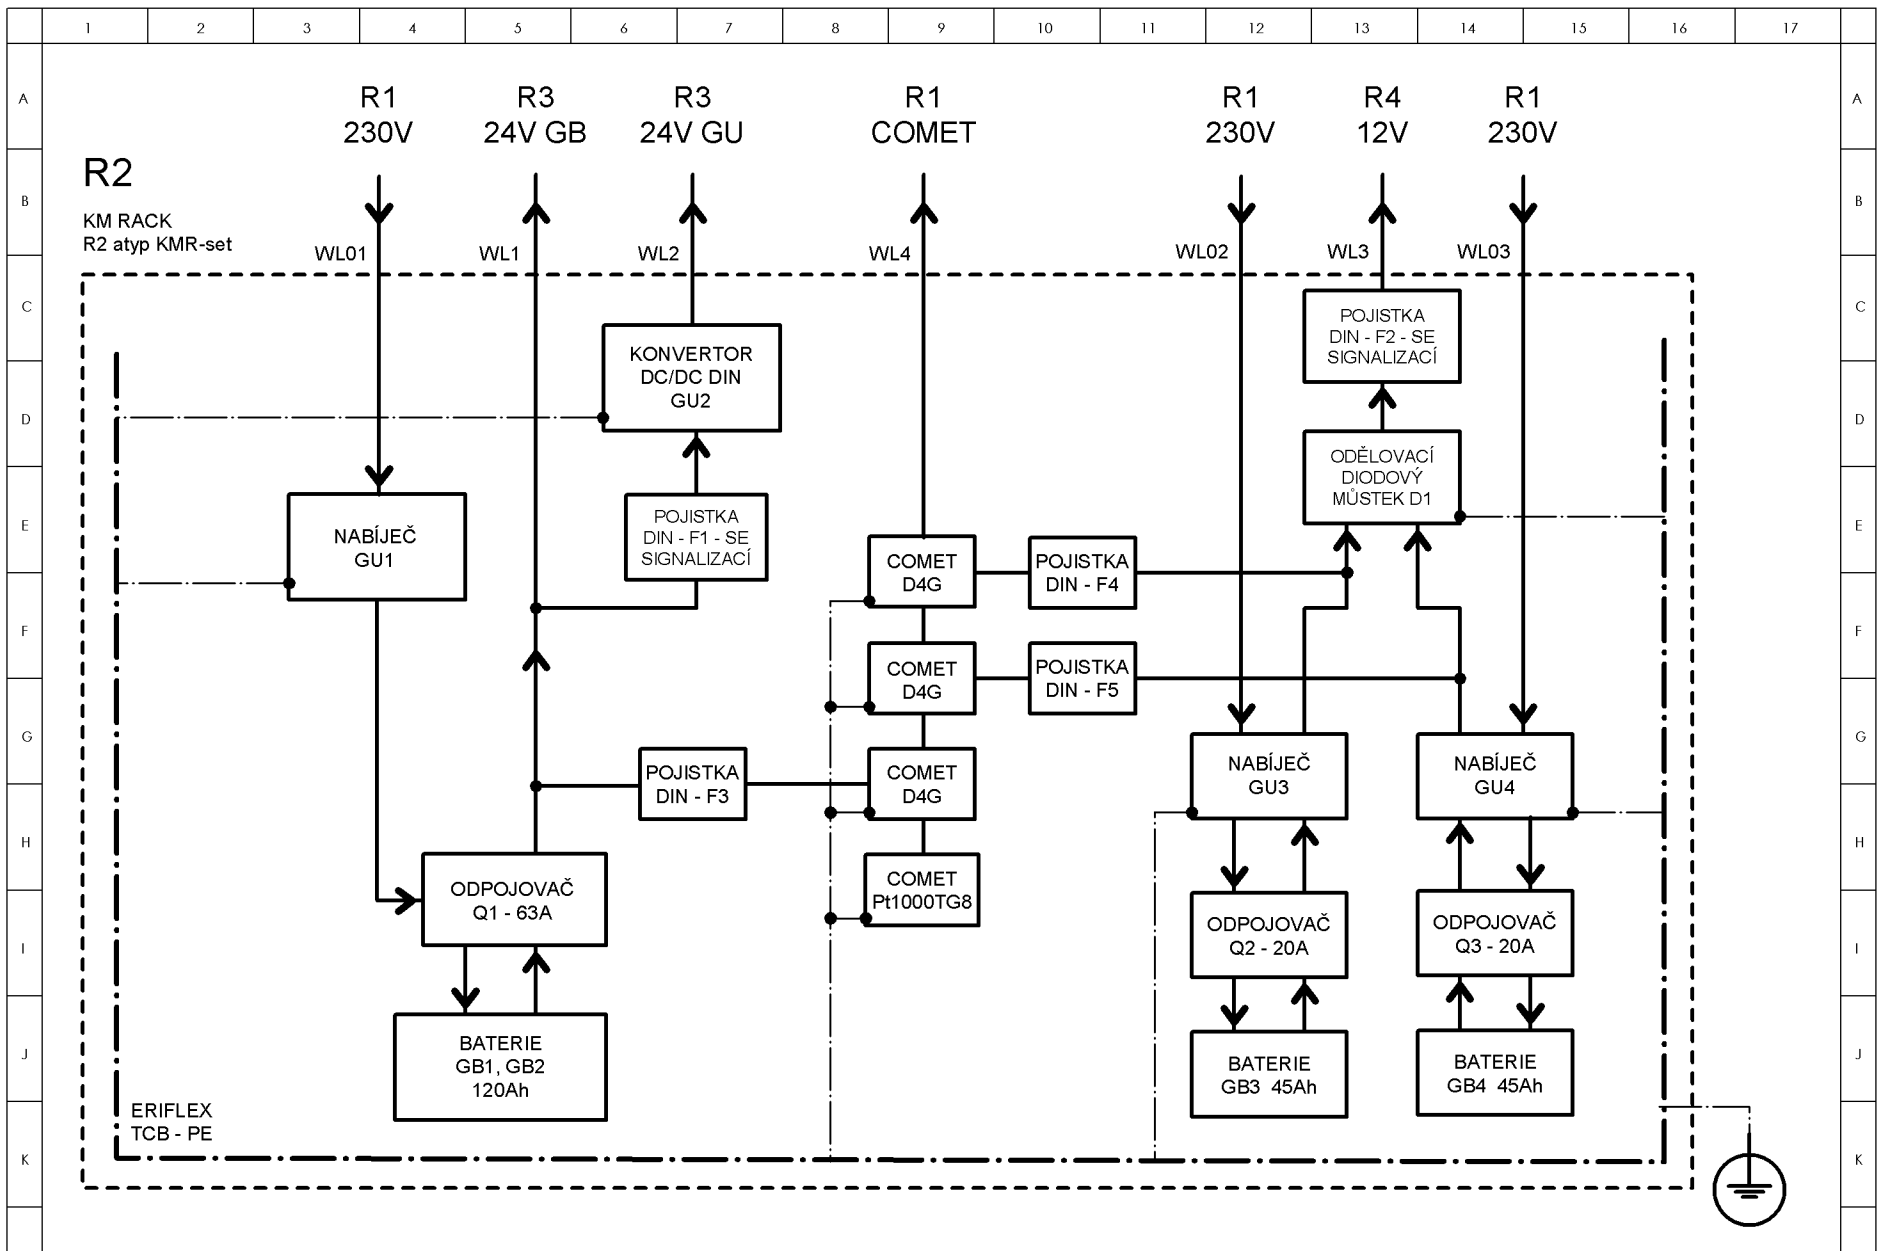 1 2 3 4 5 6 7 8 9 10 11 12 13 14 15 16 17
A
B
C
D
E
F
G
H
I
J
K
A
B
C
D
E
F
G
H
I
J
K
R1
230V
R3
24V GB
R3
24V GU
R1
COMET
R1
230V
R4
12V
R1
230V
R2
KM RACK
R2 atyp KMR-set
WL01
WL1
WL2
WL4
WL02
WL3
WL03
KONVERTOR
DC/DC DIN
GU2
POJISTKA
DIN - F2 - SE
SIGNALIZACÍ
ODĚLOVACÍ
DIODOVÝ
MŮSTEK D1
NABÍJEČ
GU1
POJISTKA
DIN - F1 - SE
SIGNALIZACÍ
COMET
D4G
POJISTKA
DIN - F4
COMET
D4G
POJISTKA
DIN - F5
POJISTKA
DIN - F3
COMET
D4G
NABÍJEČ
GU3
NABÍJEČ
GU4
ODPOJOVAČ
Q1 - 63A
COMET
Pt1000TG8
ODPOJOVAČ
Q2 - 20A
ODPOJOVAČ
Q3 - 20A
BATERIE
GB1, GB2
120Ah
BATERIE
GB3 45Ah
BATERIE
GB4 45Ah
ERIFLEX
TCB - PE